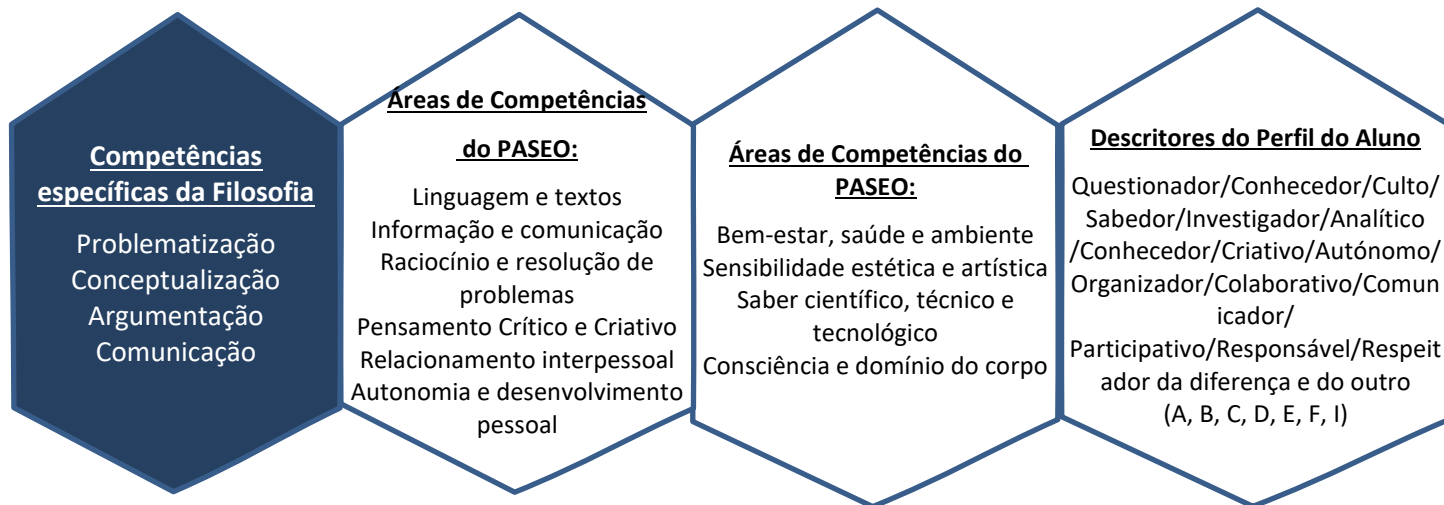 Competências
específicas da Filosofia
Problematização
Conceptualização
Argumentação
Comunicação
Áreas de Competências
do PASEO:
Linguagem e textos
Informação e comunicação
Raciocínio e resolução de
problemas
Pensamento Crítico e Criativo
Relacionamento interpessoal
Autonomia e desenvolvimento
pessoal
Áreas de Competências do
PASEO:
Bem-estar, saúde e ambiente
Sensibilidade estética e artística
Saber científico, técnico e
tecnológico
Consciência e domínio do corpo
Descritores do Perfil do Aluno
Questionador/Conhecedor/Culto/
Sabedor/Investigador/Analítico
/Conhecedor/Criativo/Autónomo/
Organizador/Colaborativo/Comun
icador/
Participativo/Responsável/Respeit
ador da diferença e do outro
(A, B, C, D, E, F, I)